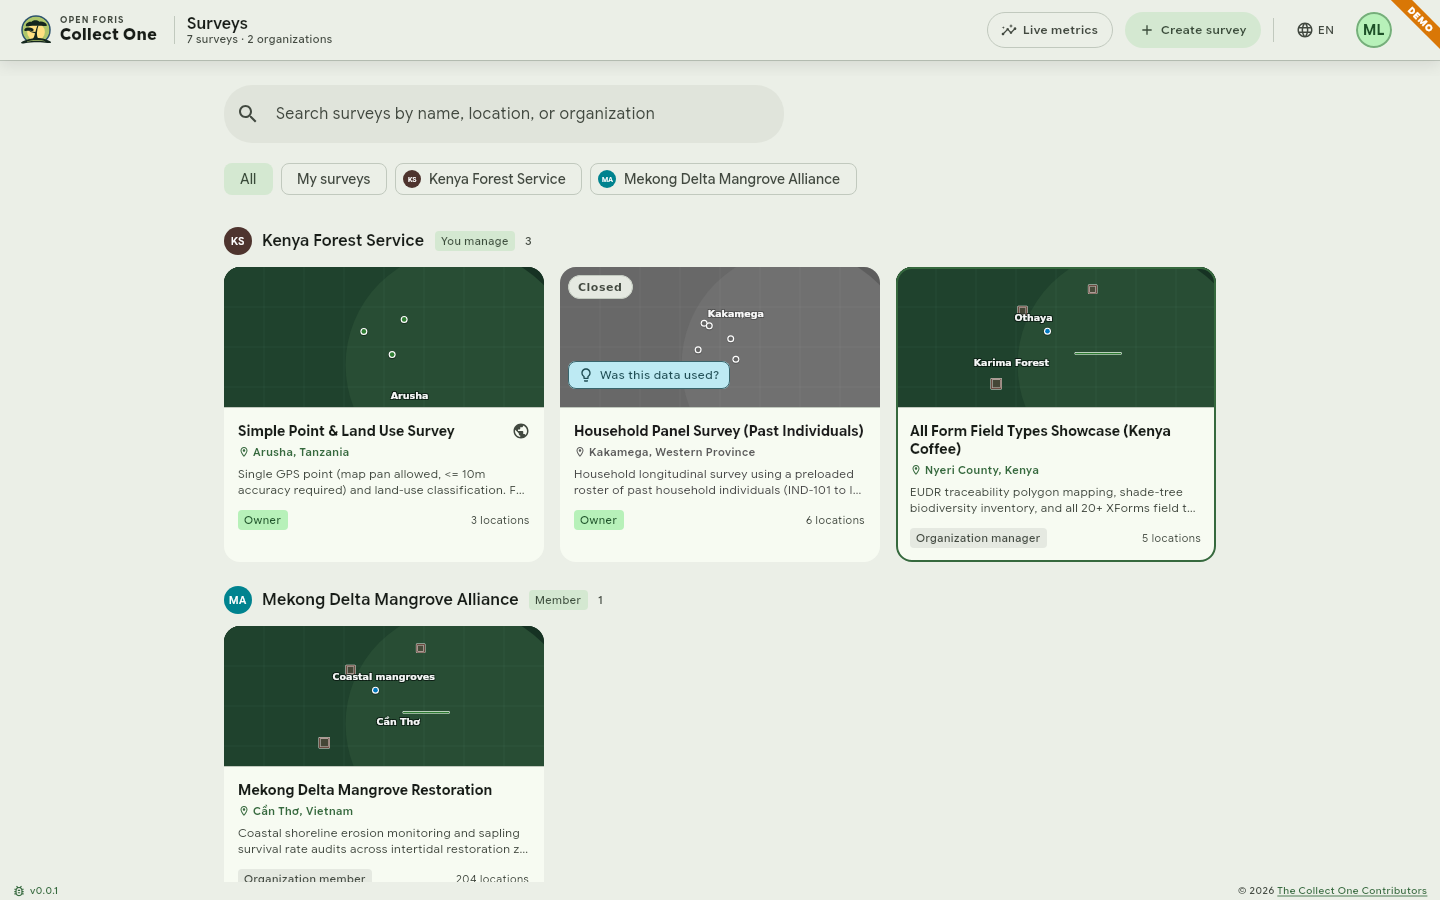 OPEN FORIS
Collect One
Surveys
7 surveys · 2 organizations
Live metrics
Create survey
EN
ML
DEMO
Search surveys by name, location, or organization
All
My surveys
KS Kenya Forest Service
MA Mekong Delta Mangrove Alliance
KS Kenya Forest Service You manage 3
Arusha
Simple Point & Land Use Survey
Arusha, Tanzania
Single GPS point (map pan allowed, <= 10m
accuracy required) and land-use classification. F...
Owner 3 locations
Closed
Kakamega
Was this data used?
Household Panel Survey (Past Individuals)
Kakamega, Western Province
Household longitudinal survey using a preloaded
roster of past household individuals (IND-101 to I...
Owner 6 locations
Othaya
Karima Forest
All Form Field Types Showcase (Kenya
Coffee)
Nyeri County, Kenya
EUDR traceability polygon mapping, shade-tree
biodiversity inventory, and all 20+ XForms field t...
Organization manager 5 locations
MA Mekong Delta Mangrove Alliance Member 1
Coastal mangroves
Cần Thơ
Mekong Delta Mangrove Restoration
Cần Thơ, Vietnam
Coastal shoreline erosion monitoring and sapling
survival rate audits across intertidal restoration z...
Organization member 204 locations
v0.0.1
© 2026 The Collect One Contributors